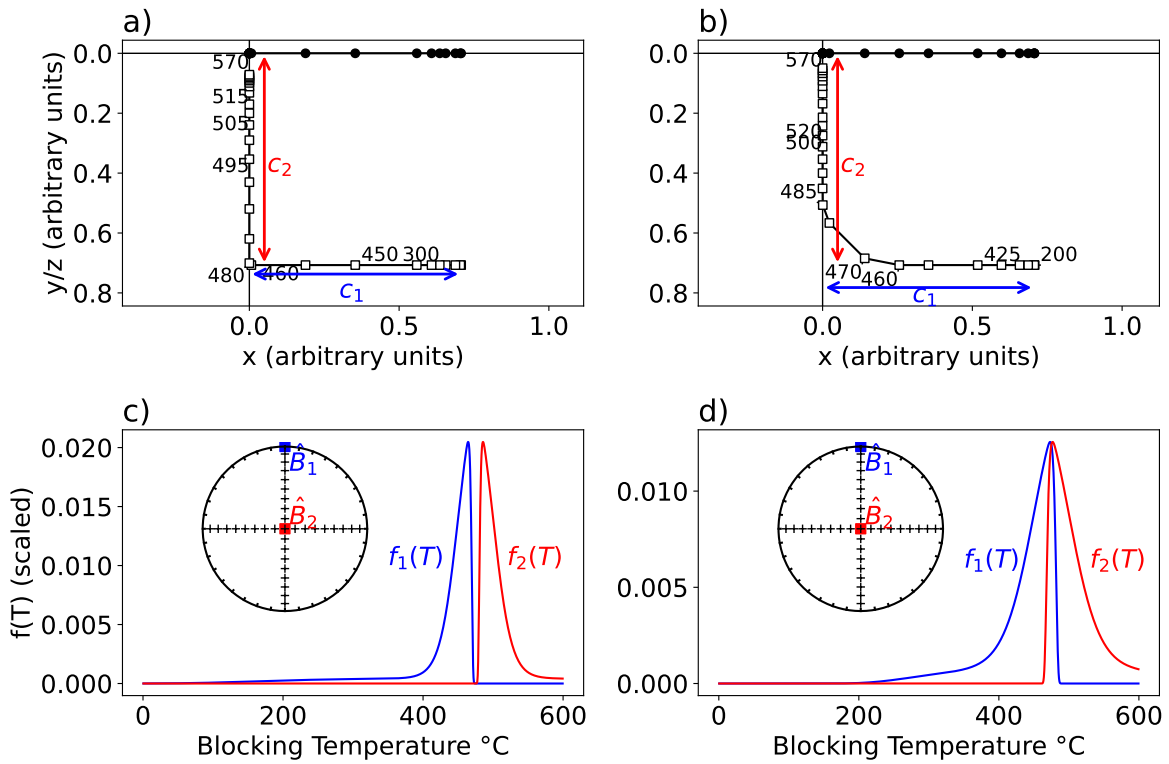 a)
y/z (arbitrary units)
0.0
0.2
0.4
0.6
0.8
570
515
505
495
480
460
450
300
c₂
c₁
0.0
0.5
1.0
x (arbitrary units)
b)
0.0
0.2
0.4
0.6
0.8
570
520
500
485
470
460
425
200
c₂
c₁
0.0
0.5
1.0
x (arbitrary units)
c)
f(T) (scaled)
0.020
0.015
0.010
0.005
0.000
B̂₁
B̂₂
f₁(T)
f₂(T)
0
200
400
600
Blocking Temperature °C
d)
0.010
0.005
0.000
B̂₁
B̂₂
f₁(T)
f₂(T)
0
200
400
600
Blocking Temperature °C